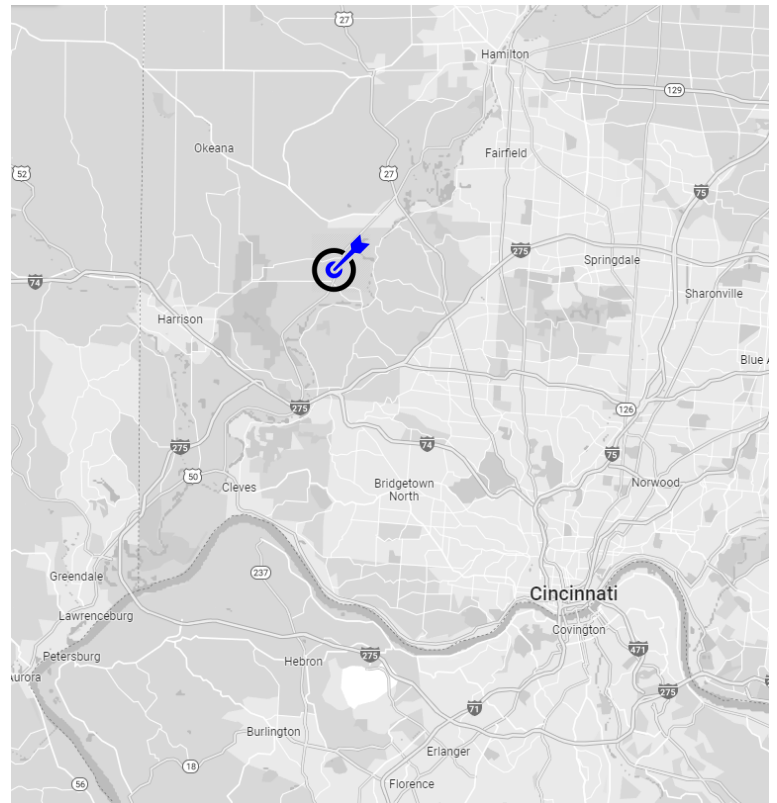 27
Hamilton
129
Okeana
Fairfield
52
27
75
275
Springdale
74
Sharonville
Harrison
Blue A
275
126
74
275
75
50
Cleves
Bridgetown
North
Norwood
237
Greendale
Cincinnati
Lawrenceburg
Covington
471
Petersburg
Hebron
275
Aurora
275
71
Burlington
Erlanger
18
56
Florence